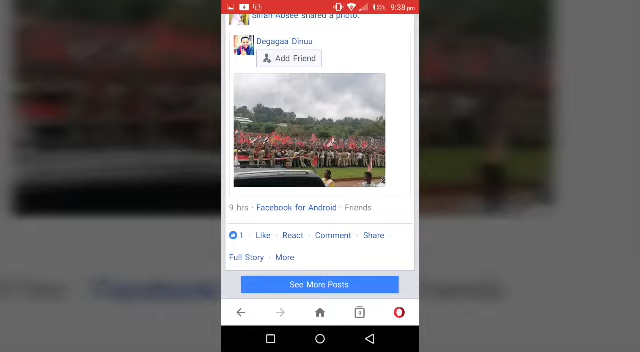 9:38 pm
Siifan Absee shared a photo.
Degagaa Dinuu
Add Friend
9 hrs · Facebook for Android · Friends
1 · Like · React · Comment · Share ·
Full Story · More
See More Posts